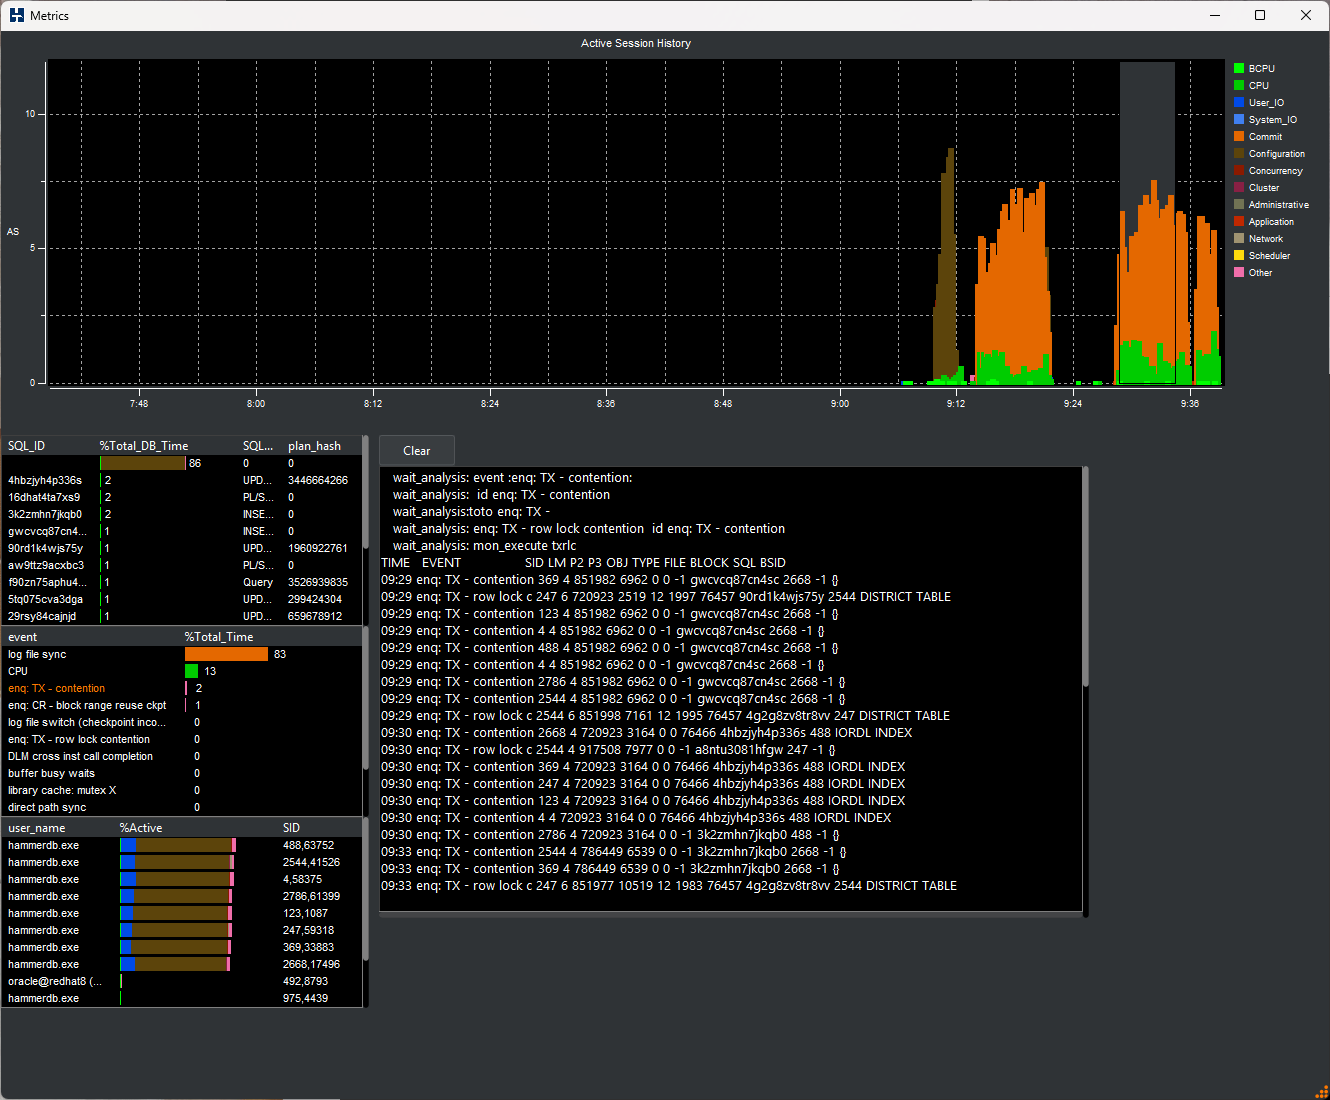 Metrics
Active Session History
AS
10
5
0
7:48
8:00
8:12
8:24
8:36
8:48
9:00
9:12
9:24
9:36
BCPU
CPU
User_IO
System_IO
Commit
Configuration
Concurrency
Cluster
Administrative
Application
Network
Scheduler
Other
SQL_ID %Total_DB_Time SQL... plan_hash
86 0 0
4hbzjyh4p336s 2 UPD... 3446664266
16dhat4ta7xs9 2 PL/S... 0
3k2zmhn7jkqb0 2 INSE... 0
gwcvcq87cn4... 1 INSE... 0
90rd1k4wjs75y 1 UPD... 1960922761
aw9ttz9acxbc3 1 PL/S... 0
f90zn75aphu4... 1 Query 3526939835
5tq075cva3dga 1 UPD... 299424304
29rsy84cajnjd 1 UPD... 659678912
event %Total_Time
log file sync 83
CPU 13
enq: TX - contention 2
enq: CR - block range reuse ckpt 1
log file switch (checkpoint inco... 0
enq: TX - row lock contention 0
DLM cross inst call completion 0
buffer busy waits 0
library cache: mutex X 0
direct path sync 0
user_name %Active SID
hammerdb.exe 488,63752
hammerdb.exe 2544,41526
hammerdb.exe 4,58375
hammerdb.exe 2786,61399
hammerdb.exe 123,1087
hammerdb.exe 247,59318
hammerdb.exe 369,33883
hammerdb.exe 2668,17496
oracle@redhat8 (... 492,8793
hammerdb.exe 975,4439
Clear
wait_analysis: event :enq: TX - contention:
wait_analysis:  id enq: TX - contention
wait_analysis:toto enq: TX -
wait_analysis: enq: TX - row lock contention  id enq: TX - contention
wait_analysis: mon_execute txrlc
TIME EVENT SID LM P2 P3 OBJ TYPE FILE BLOCK SQL BSID
09:29 enq: TX - contention 369 4 851982 6962 0 0 -1 gwcvcq87cn4sc 2668 -1 {}
09:29 enq: TX - row lock c 247 6 720923 2519 12 1997 76457 90rd1k4wjs75y 2544 DISTRICT TABLE
09:29 enq: TX - contention 123 4 851982 6962 0 0 -1 gwcvcq87cn4sc 2668 -1 {}
09:29 enq: TX - contention 4 4 851982 6962 0 0 -1 gwcvcq87cn4sc 2668 -1 {}
09:29 enq: TX - contention 488 4 851982 6962 0 0 -1 gwcvcq87cn4sc 2668 -1 {}
09:29 enq: TX - contention 4 4 851982 6962 0 0 -1 gwcvcq87cn4sc 2668 -1 {}
09:29 enq: TX - contention 2786 4 851982 6962 0 0 -1 gwcvcq87cn4sc 2668 -1 {}
09:29 enq: TX - contention 2544 4 851982 6962 0 0 -1 gwcvcq87cn4sc 2668 -1 {}
09:29 enq: TX - row lock c 2544 6 851998 7161 12 1995 76457 4g2g8zv8tr8vv 247 DISTRICT TABLE
09:30 enq: TX - contention 2668 4 720923 3164 0 0 76466 4hbzjyh4p336s 488 IORDL INDEX
09:30 enq: TX - row lock c 2544 4 917508 7977 0 0 -1 a8ntu3081hfgw 247 -1 {}
09:30 enq: TX - contention 369 4 720923 3164 0 0 76466 4hbzjyh4p336s 488 IORDL INDEX
09:30 enq: TX - contention 247 4 720923 3164 0 0 76466 4hbzjyh4p336s 488 IORDL INDEX
09:30 enq: TX - contention 123 4 720923 3164 0 0 76466 4hbzjyh4p336s 488 IORDL INDEX
09:30 enq: TX - contention 4 4 720923 3164 0 0 76466 4hbzjyh4p336s 488 IORDL INDEX
09:30 enq: TX - contention 2786 4 720923 3164 0 0 -1 3k2zmhn7jkqb0 488 -1 {}
09:33 enq: TX - contention 2544 4 786449 6539 0 0 -1 3k2zmhn7jkqb0 2668 -1 {}
09:33 enq: TX - contention 369 4 786449 6539 0 0 -1 3k2zmhn7jkqb0 2668 -1 {}
09:33 enq: TX - row lock c 247 6 851977 10519 12 1983 76457 4g2g8zv8tr8vv 2544 DISTRICT TABLE